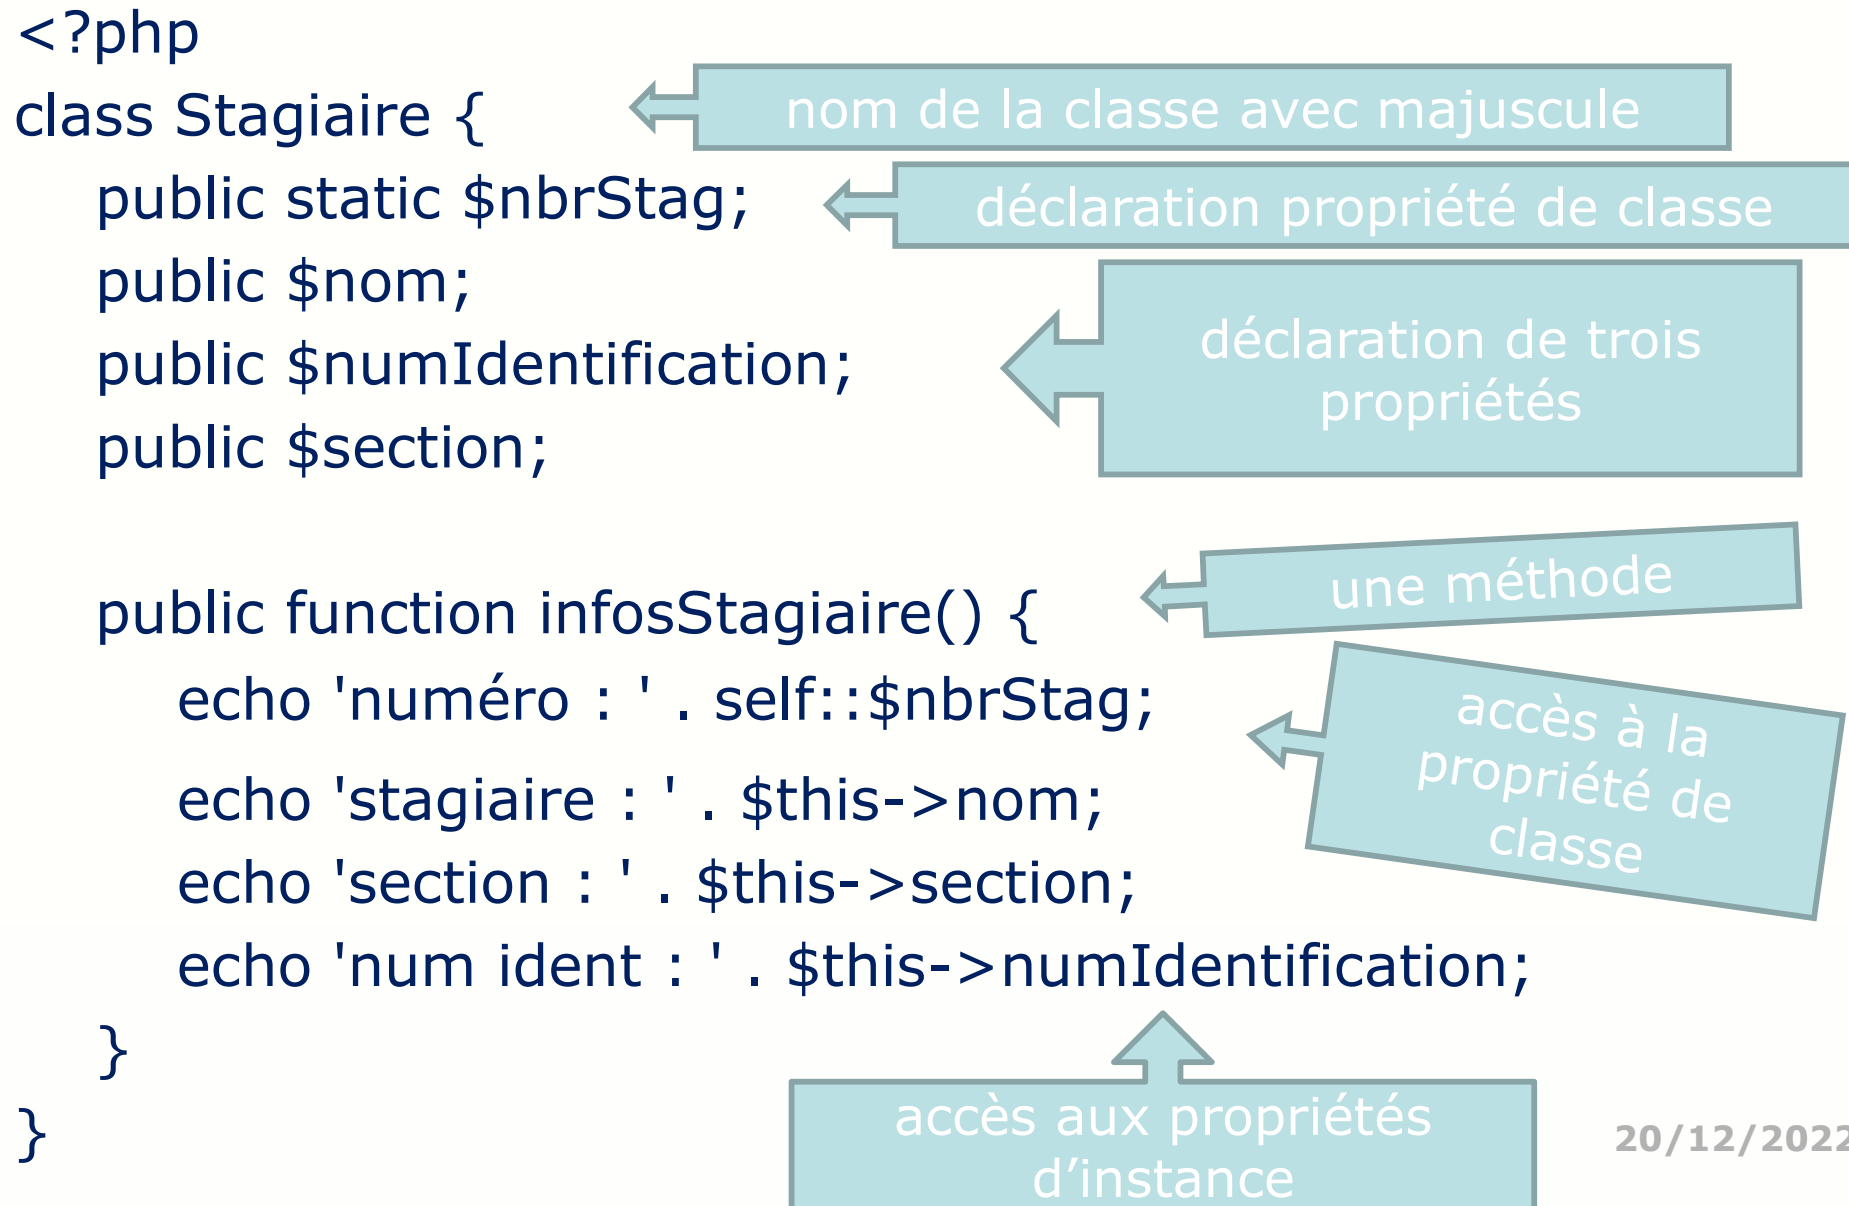 <?php
class Stagiaire {
nom de la classe avec majuscule
public static $nbrStag;
déclaration propriété de classe
public $nom;
public $numIdentification;
public $section;
déclaration de trois
propriétés
public function infosStagiaire() {
une méthode
echo 'numéro : ' . self::$nbrStag;
accès à la
propriété de
classe
echo 'stagiaire : ' . $this->nom;
echo 'section : ' . $this->section;
echo 'num ident : ' . $this->numIdentification;
}
}
accès aux propriétés
d’instance
20/12/2022